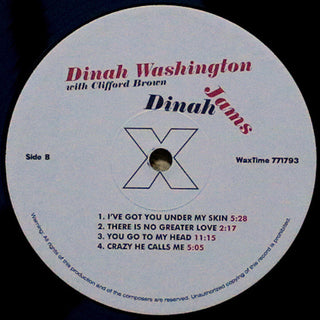 Dinah Washington
with Clifford Brown
Dinah
Jams
X
Side B
WaxTime 771793
1. I'VE GOT YOU UNDER MY SKIN 5:28
2. THERE IS NO GREATER LOVE 2:17
3. YOU GO TO MY HEAD 11:15
4. CRAZY HE CALLS ME 5:05
Warning: All rights of this production and of the composers are reserved. Unauthorized copying of this record is prohibited.